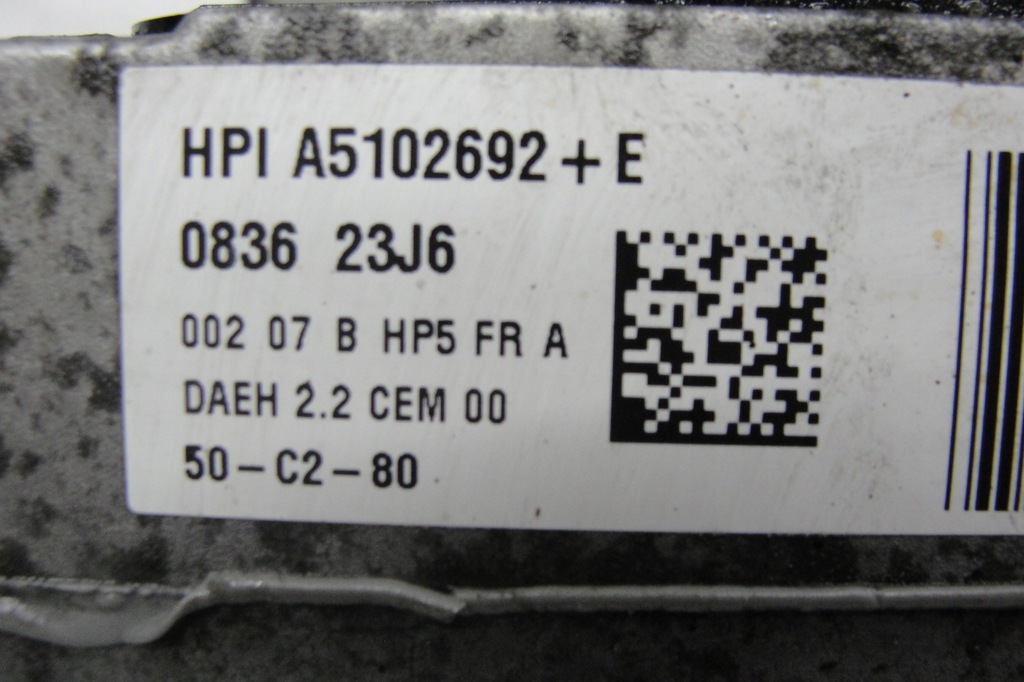 HPI A5102692+E
0836 23J6
002 07 B HP5 FR A
DAEH 2.2 CEM 00
50-C2-80